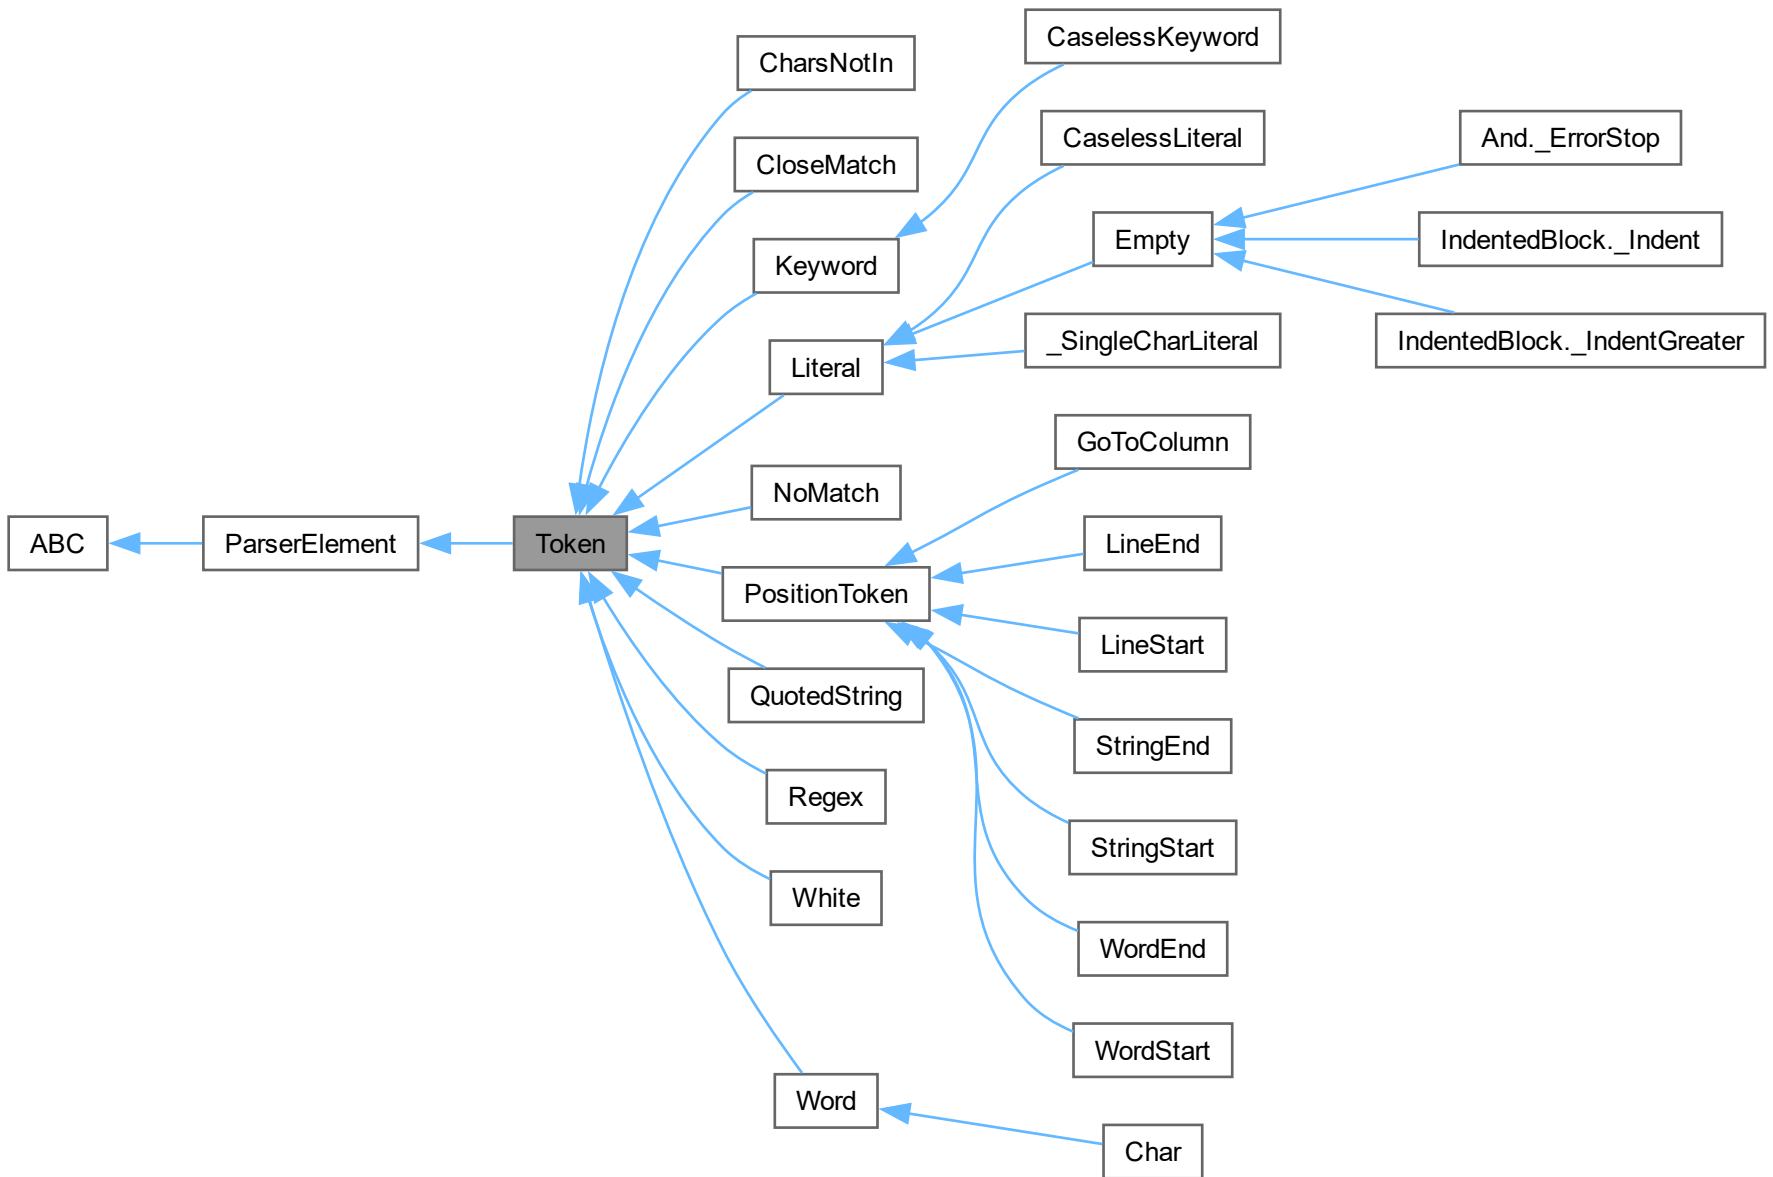 ABC
ParserElement
Token
CharsNotIn
CloseMatch
Keyword
Literal
NoMatch
PositionToken
QuotedString
Regex
White
Word
CaselessKeyword
CaselessLiteral
Empty
_SingleCharLiteral
GoToColumn
LineEnd
LineStart
StringEnd
StringStart
WordEnd
WordStart
Char
And._ErrorStop
IndentedBlock._Indent
IndentedBlock._IndentGreater